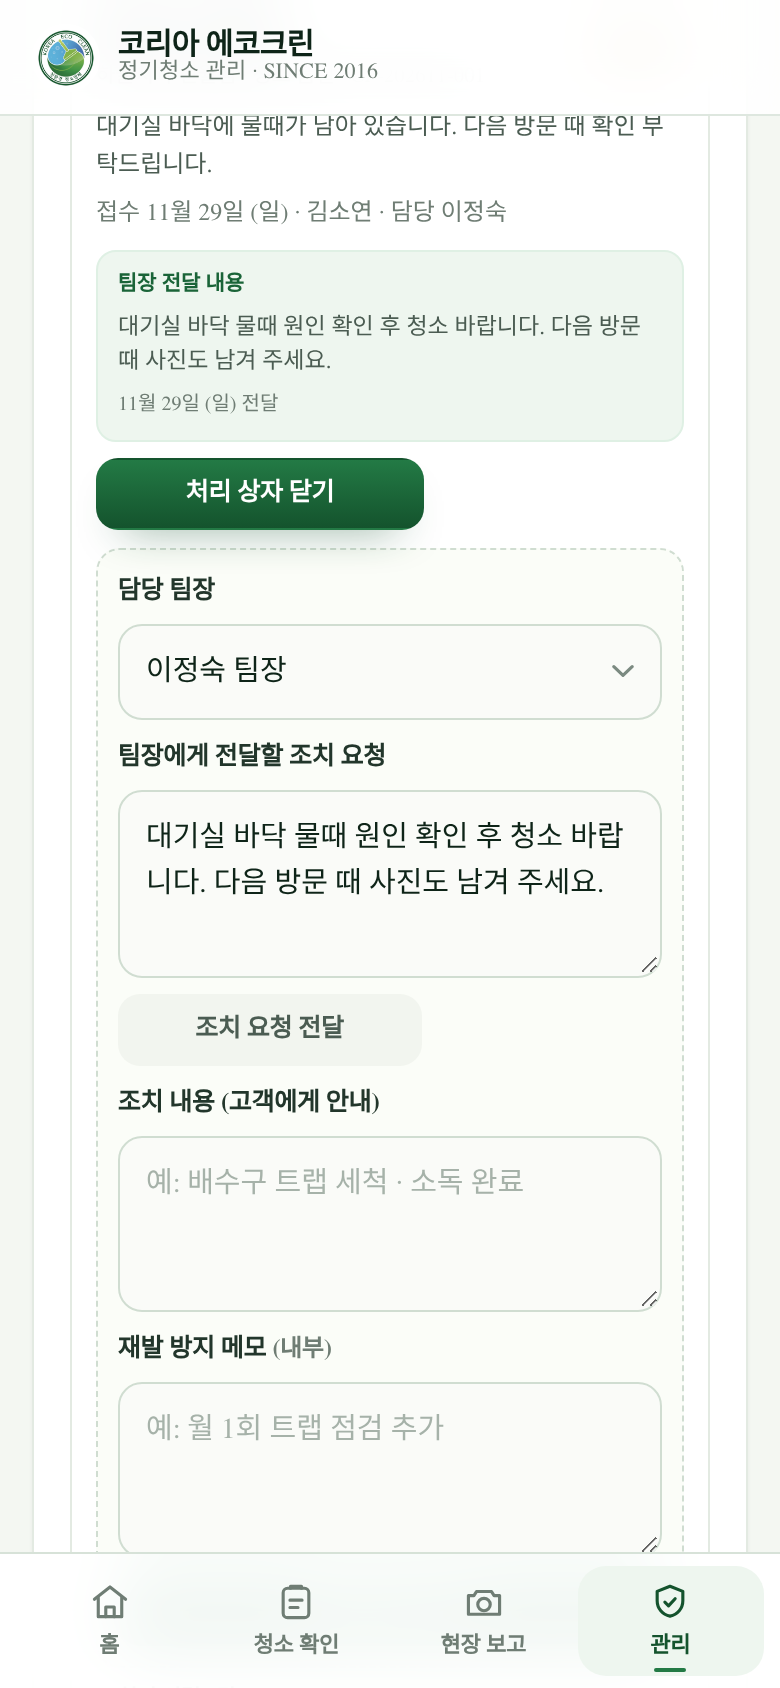 코리아 에코크린
정기청소 관리 · SINCE 2016
대기실 바닥에 물때가 남아 있습니다. 다음 방문 때 확인 부
탁드립니다.
접수 11월 29일 (일) · 김소연 · 담당 이정숙
팀장 전달 내용
대기실 바닥 물때 원인 확인 후 청소 바랍니다. 다음 방문
때 사진도 남겨 주세요.
11월 29일 (일) 전달
처리 상자 닫기
담당 팀장
이정숙 팀장
팀장에게 전달할 조치 요청
대기실 바닥 물때 원인 확인 후 청소 바랍
니다. 다음 방문 때 사진도 남겨 주세요.
조치 요청 전달
조치 내용 (고객에게 안내)
예: 배수구 트랩 세척 · 소독 완료
재발 방지 메모 (내부)
예: 월 1회 트랩 점검 추가
홈
청소 확인
현장 보고
관리